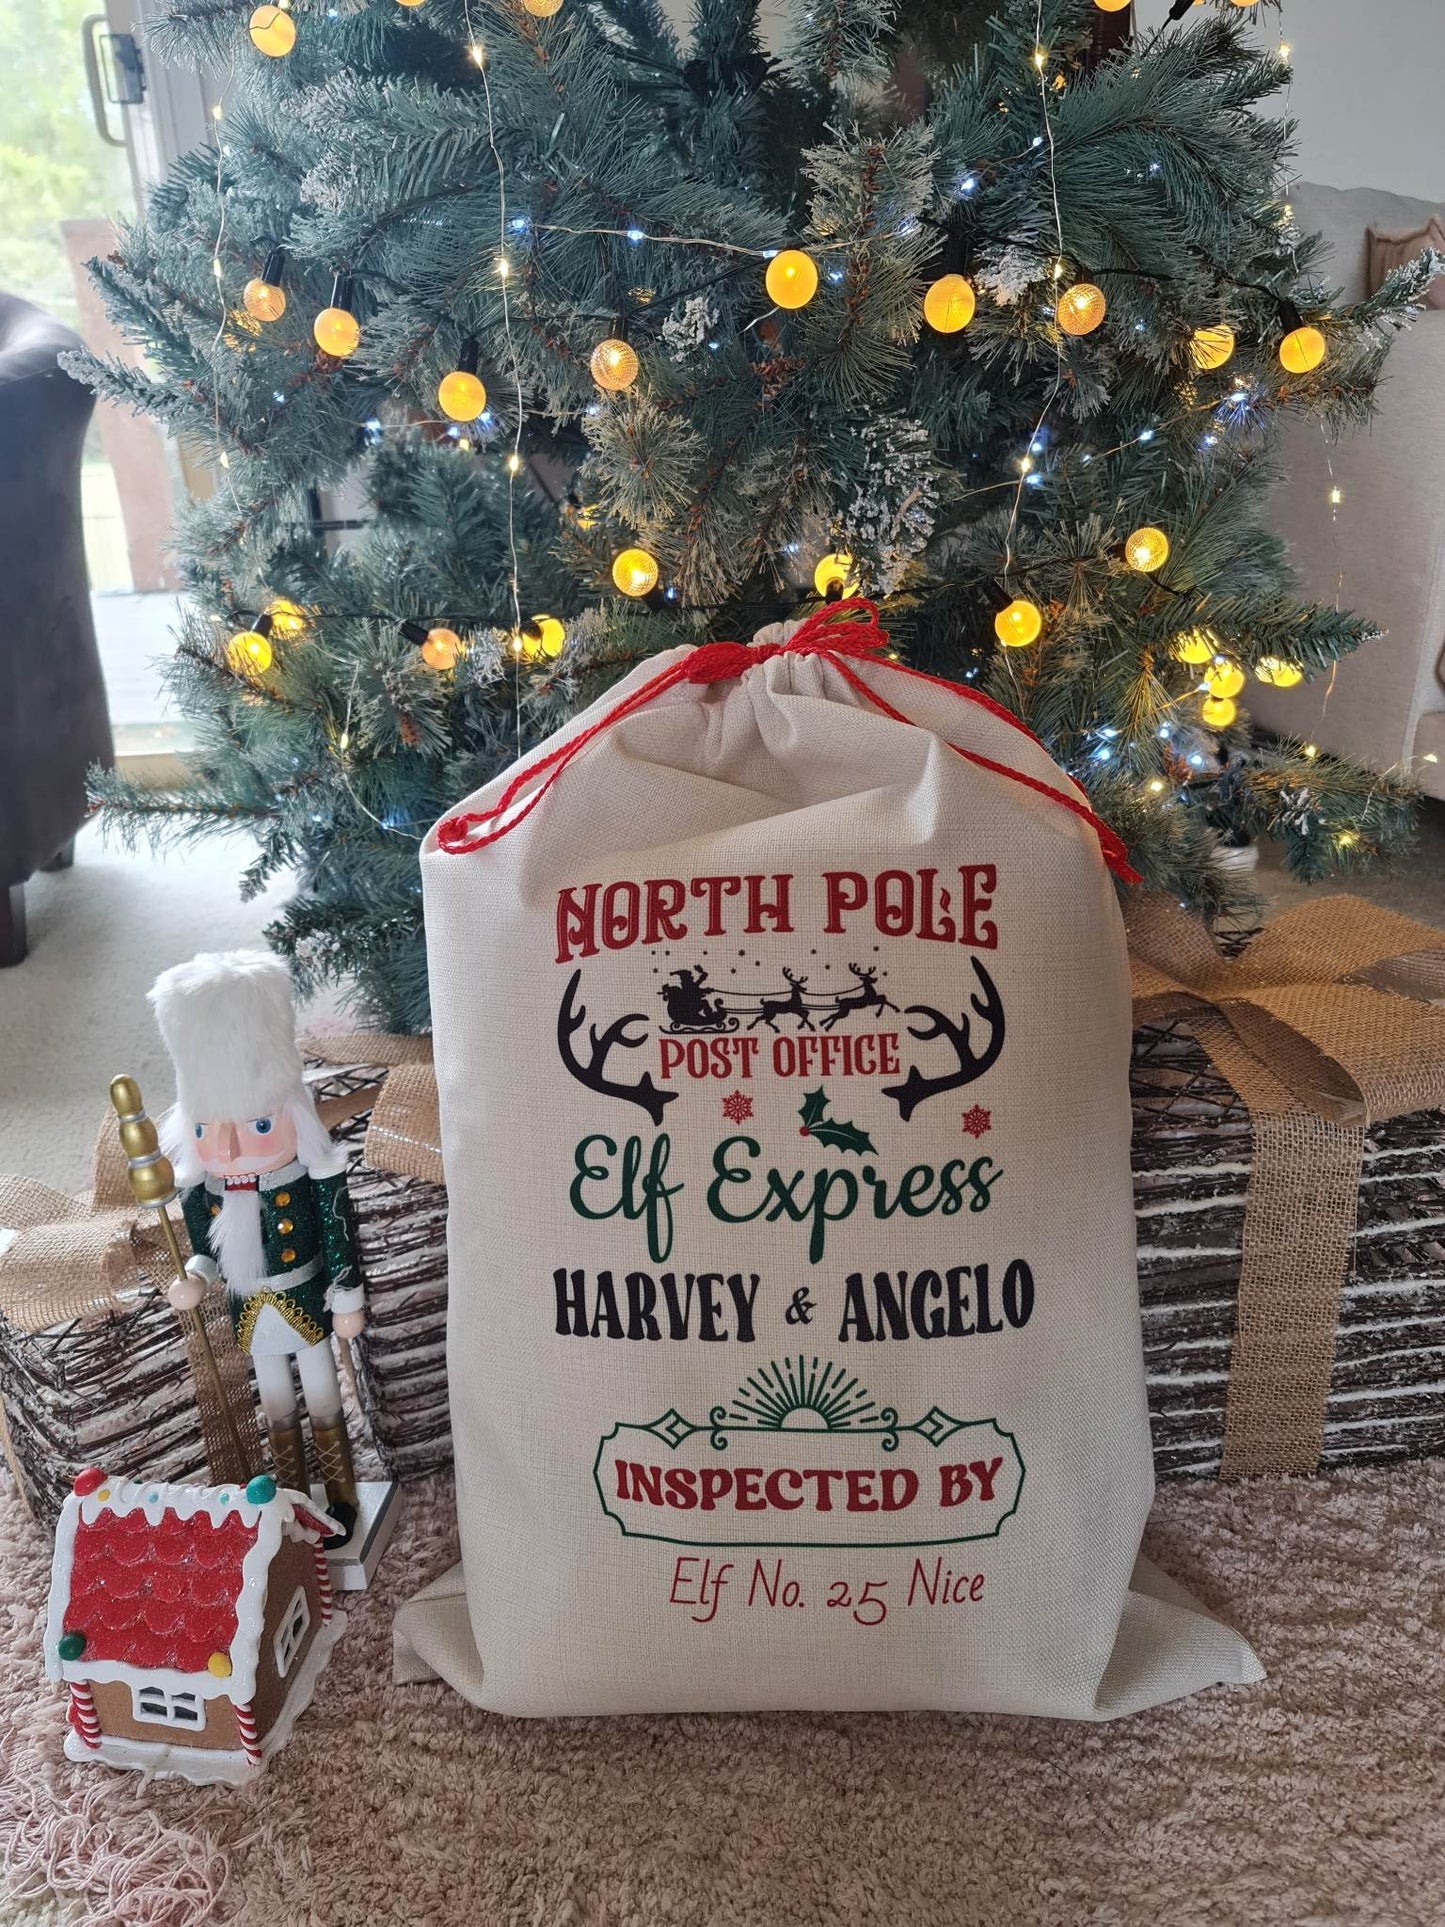 NORTH POLE
POST OFFICE
Elf Express
HARVEY & ANGELO
INSPECTED BY
Elf No. 25 Nice